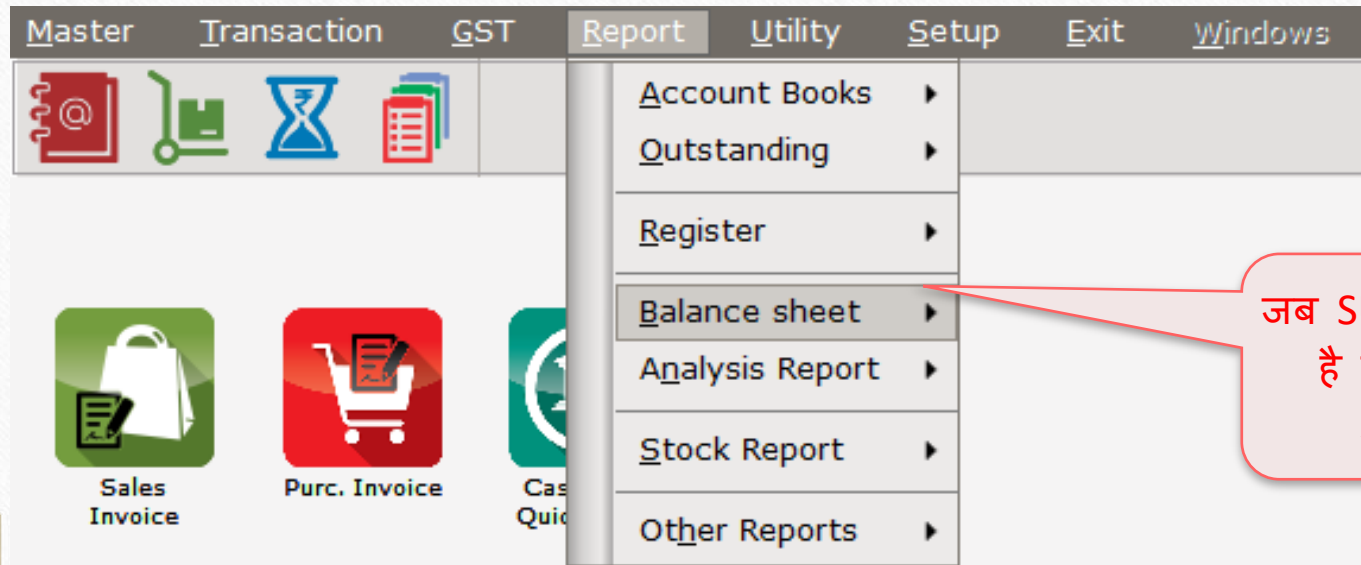 Master Transaction GST Report Utility Setup Exit Windows
@
Account Books
Outstanding
Register
Balance sheet
Analysis Report
Stock Report
Other Reports
Sales
Invoice
Purc. Invoice
जब
है